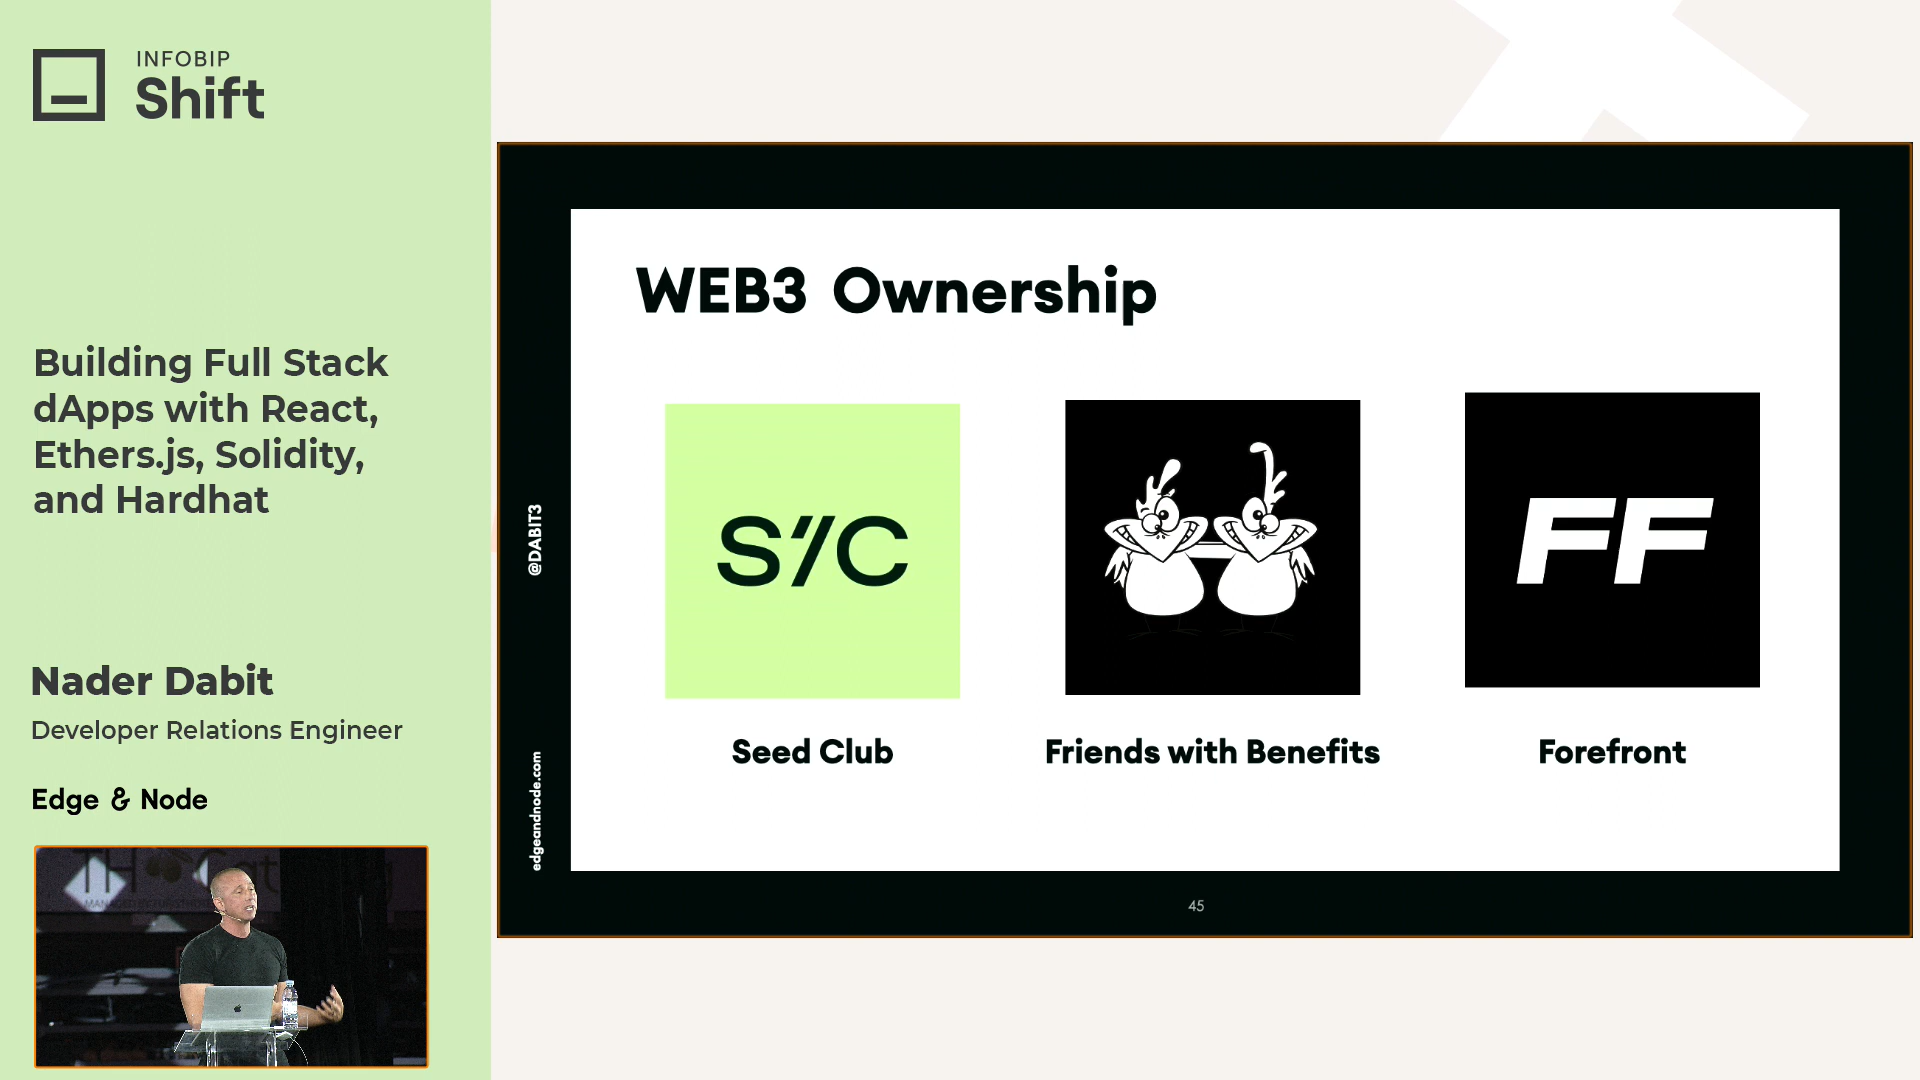 INFOBIP
Shift
Building Full Stack
dApps with React,
Ethers.js, Solidity,
and Hardhat
Nader Dabit
Developer Relations Engineer
Edge & Node
@DABIT3
edgeandnode.com
WEB3 Ownership
S/C
FF
Seed Club
Friends with Benefits
Forefront
45